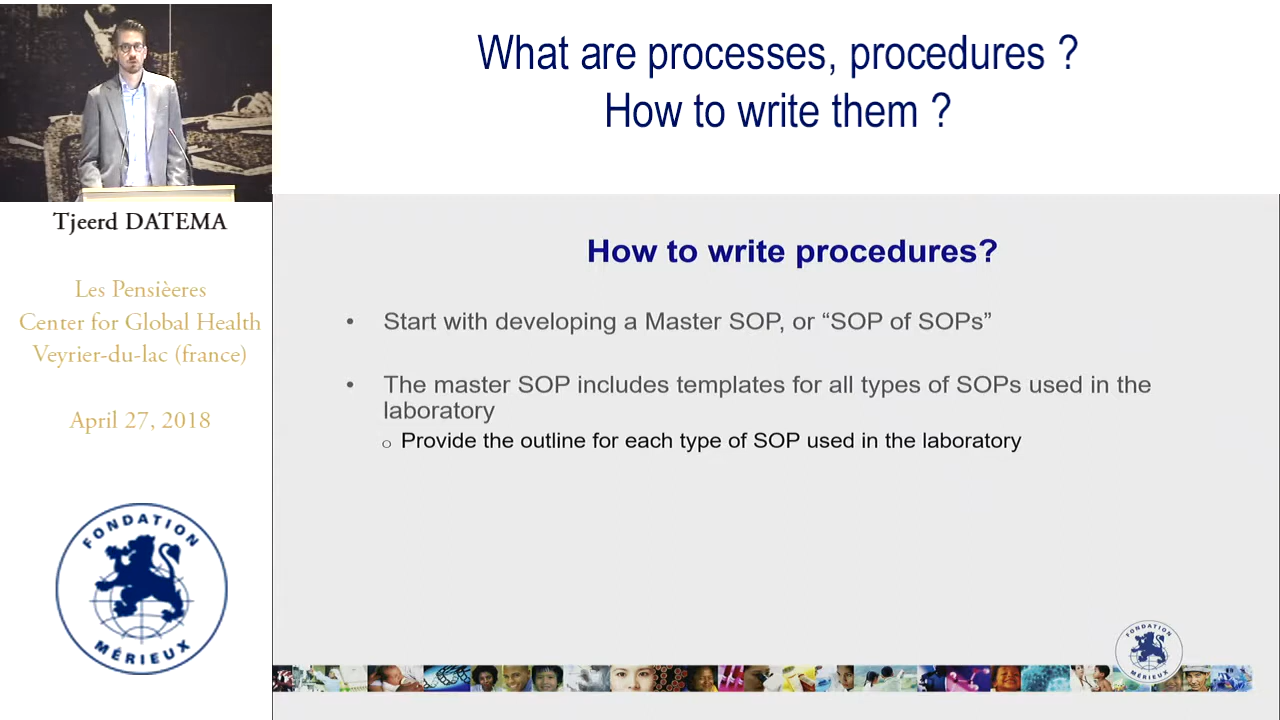 What are processes, procedures ?
How to write them ?
Tjeerd DATEMA
Les Pensièeres
Center for Global Health
Veyrier-du-lac (france)
April 27, 2018
FONDATION
MÉRIEUX
How to write procedures?
• Start with developing a Master SOP, or “SOP of SOPs”
• The master SOP includes templates for all types of SOPs used in the
laboratory
o Provide the outline for each type of SOP used in the laboratory
FONDATION
MÉRIEUX